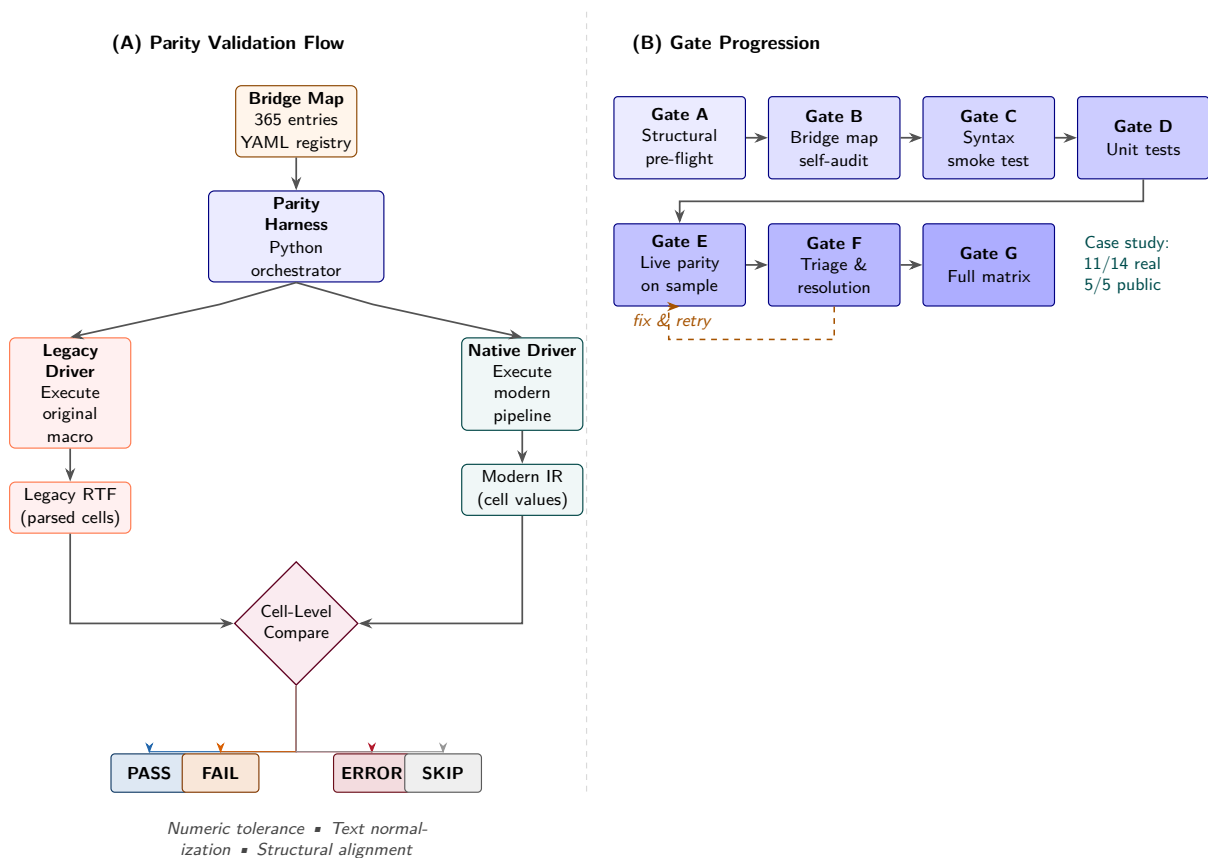 (A) Parity Validation Flow
Bridge Map
365 entries
YAML registry
Parity
Harness
Python
orchestrator
Legacy
Driver
Execute
original
macro
Native Driver
Execute
modern
pipeline
Legacy RTF
(parsed cells)
Modern IR
(cell values)
Cell-Level
Compare
PASS
FAIL
ERROR
SKIP
Numeric tolerance ▪ Text normal-
ization ▪ Structural alignment
(B) Gate Progression
Gate A
Structural
pre-flight
Gate B
Bridge map
self-audit
Gate C
Syntax
smoke test
Gate D
Unit tests
Gate E
Live parity
on sample
Gate F
Triage &
resolution
Gate G
Full matrix
Case study:
11/14 real
5/5 public
fix & retry